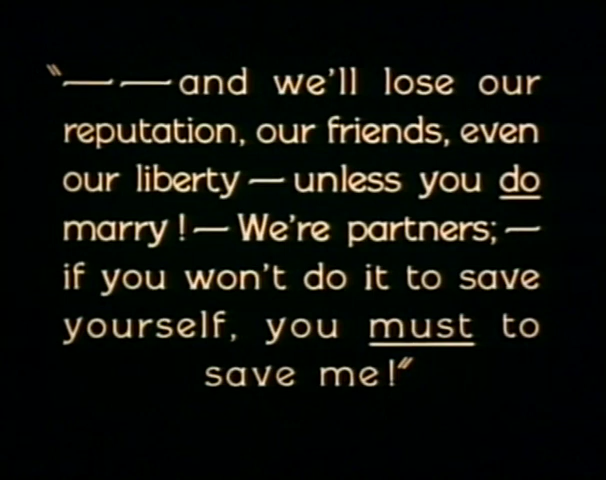 "— — and we'll lose our
reputation, our friends, even
our liberty — unless you do
marry! — We're partners; —
if you won't do it to save
yourself, you must to
save me!"